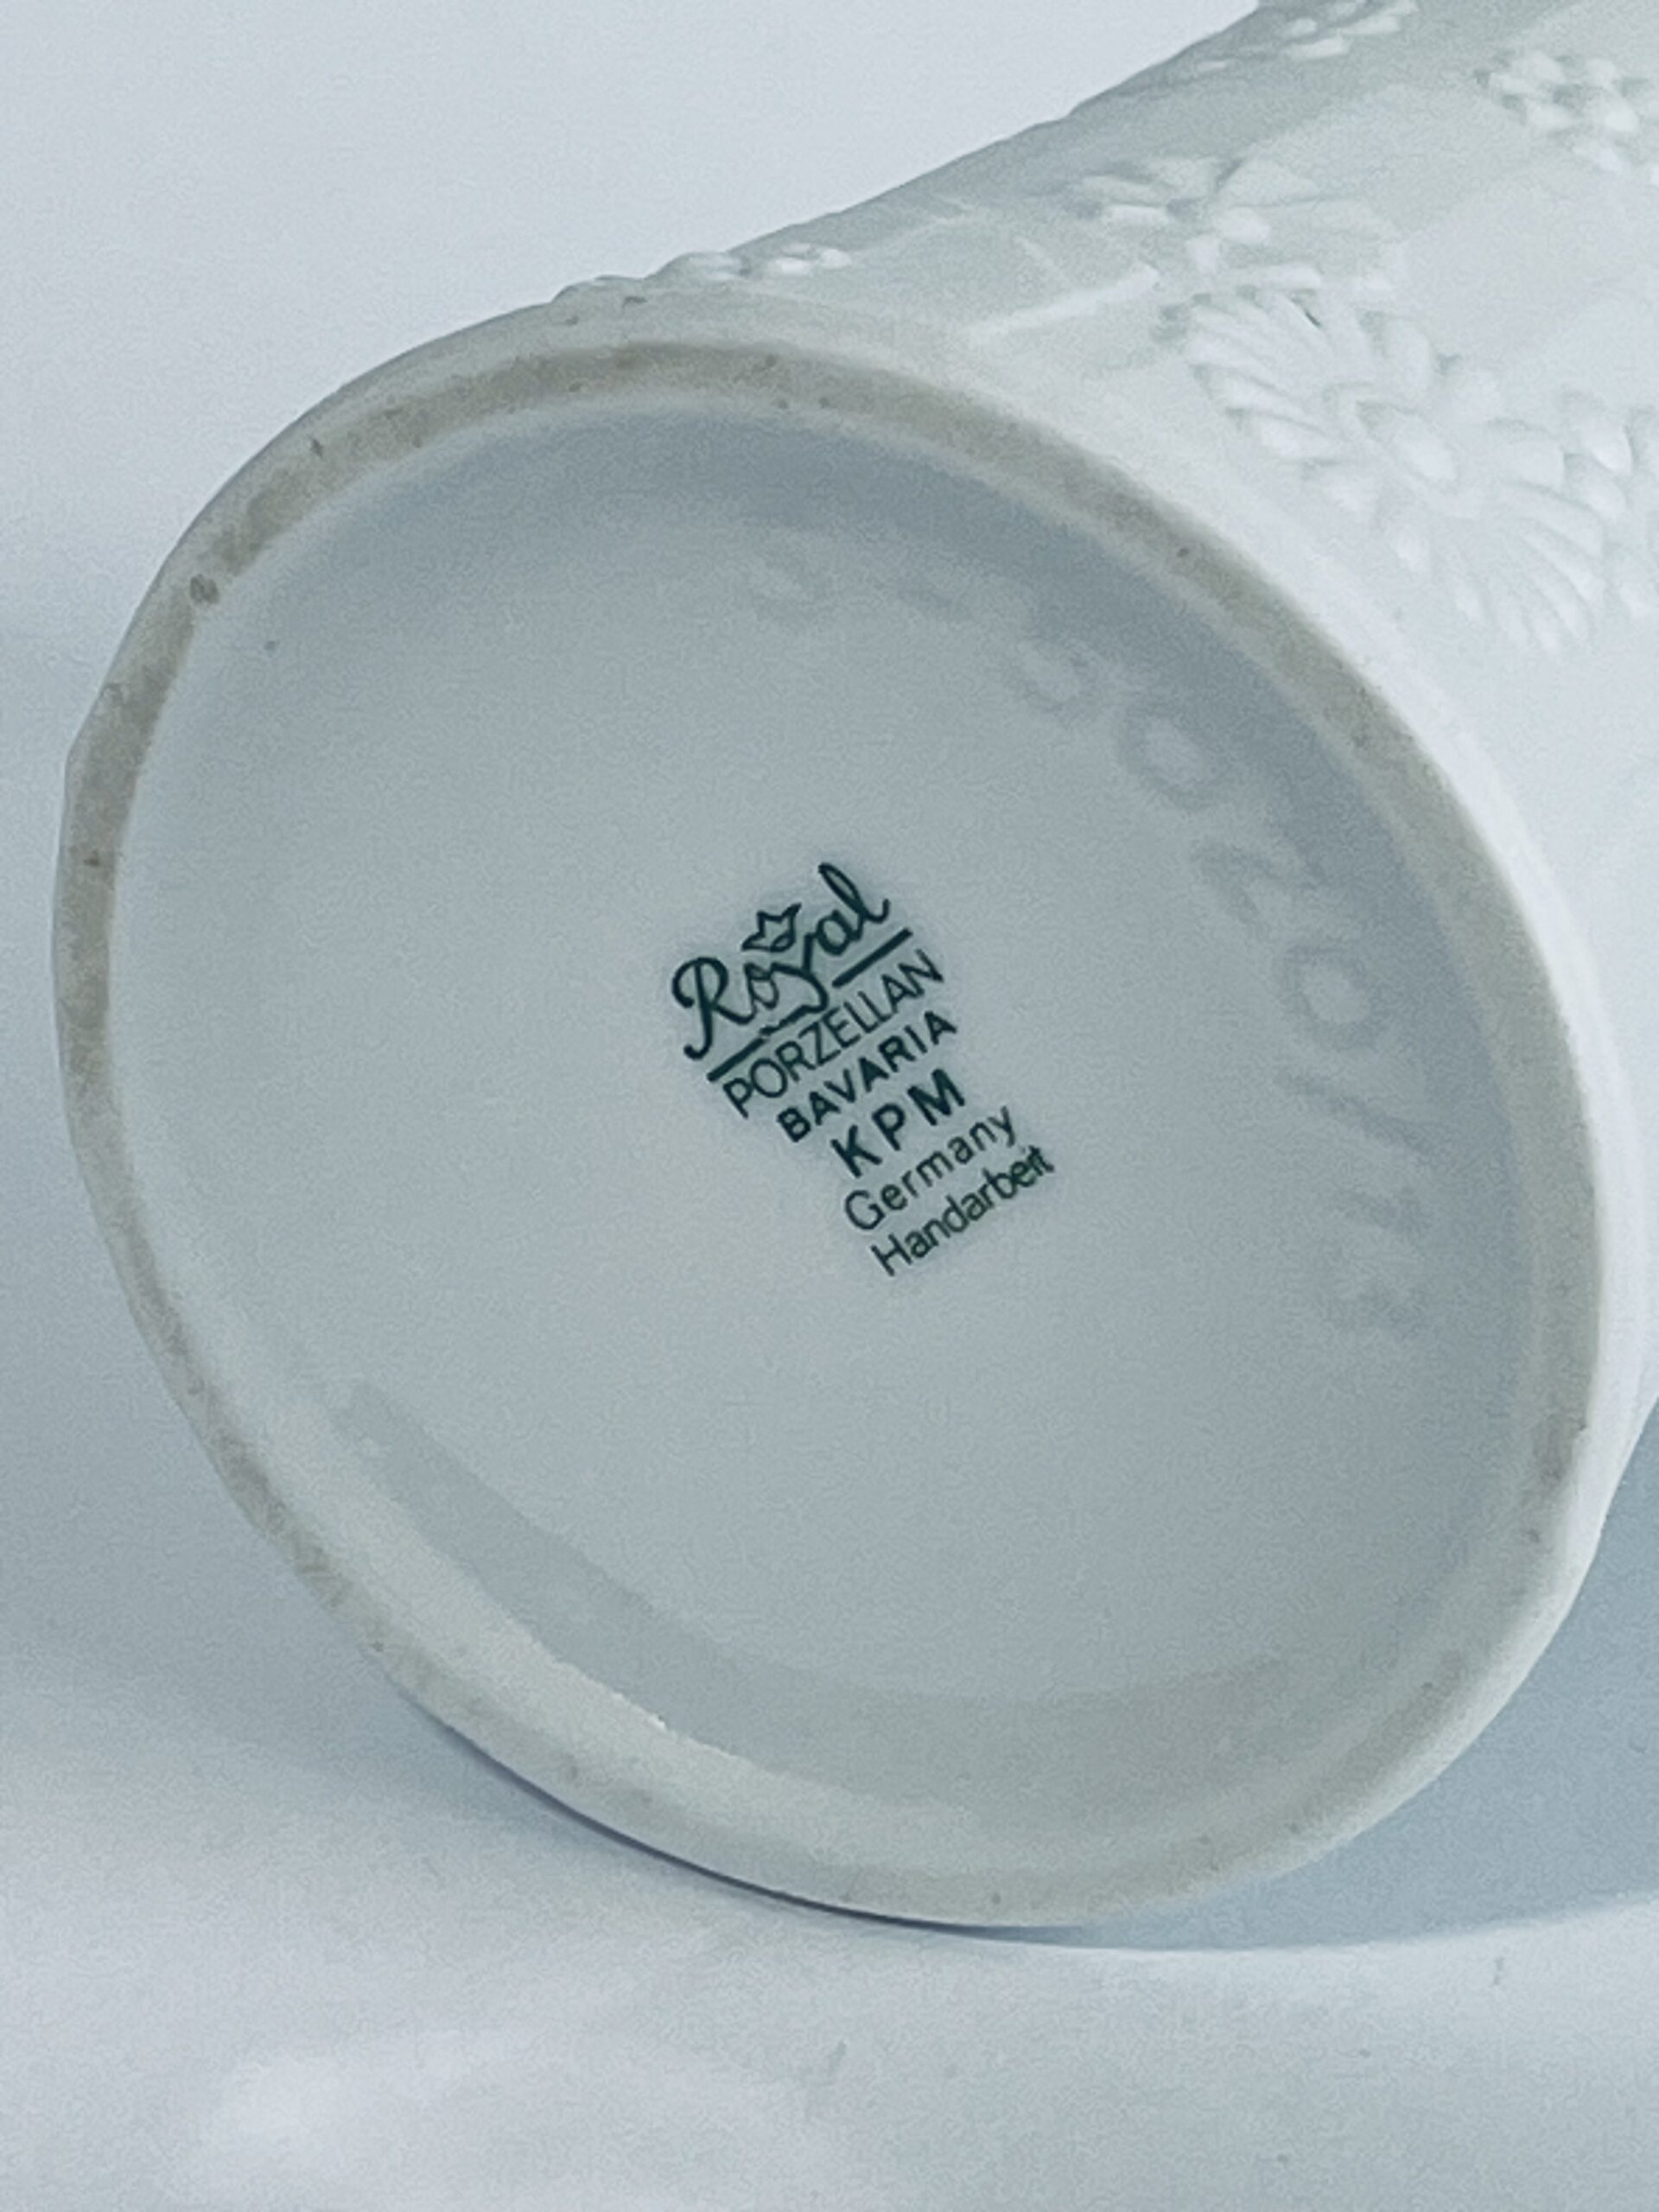 Royal
PORZELLAN
BAVARIA
KPM
Germany
Handarbeit